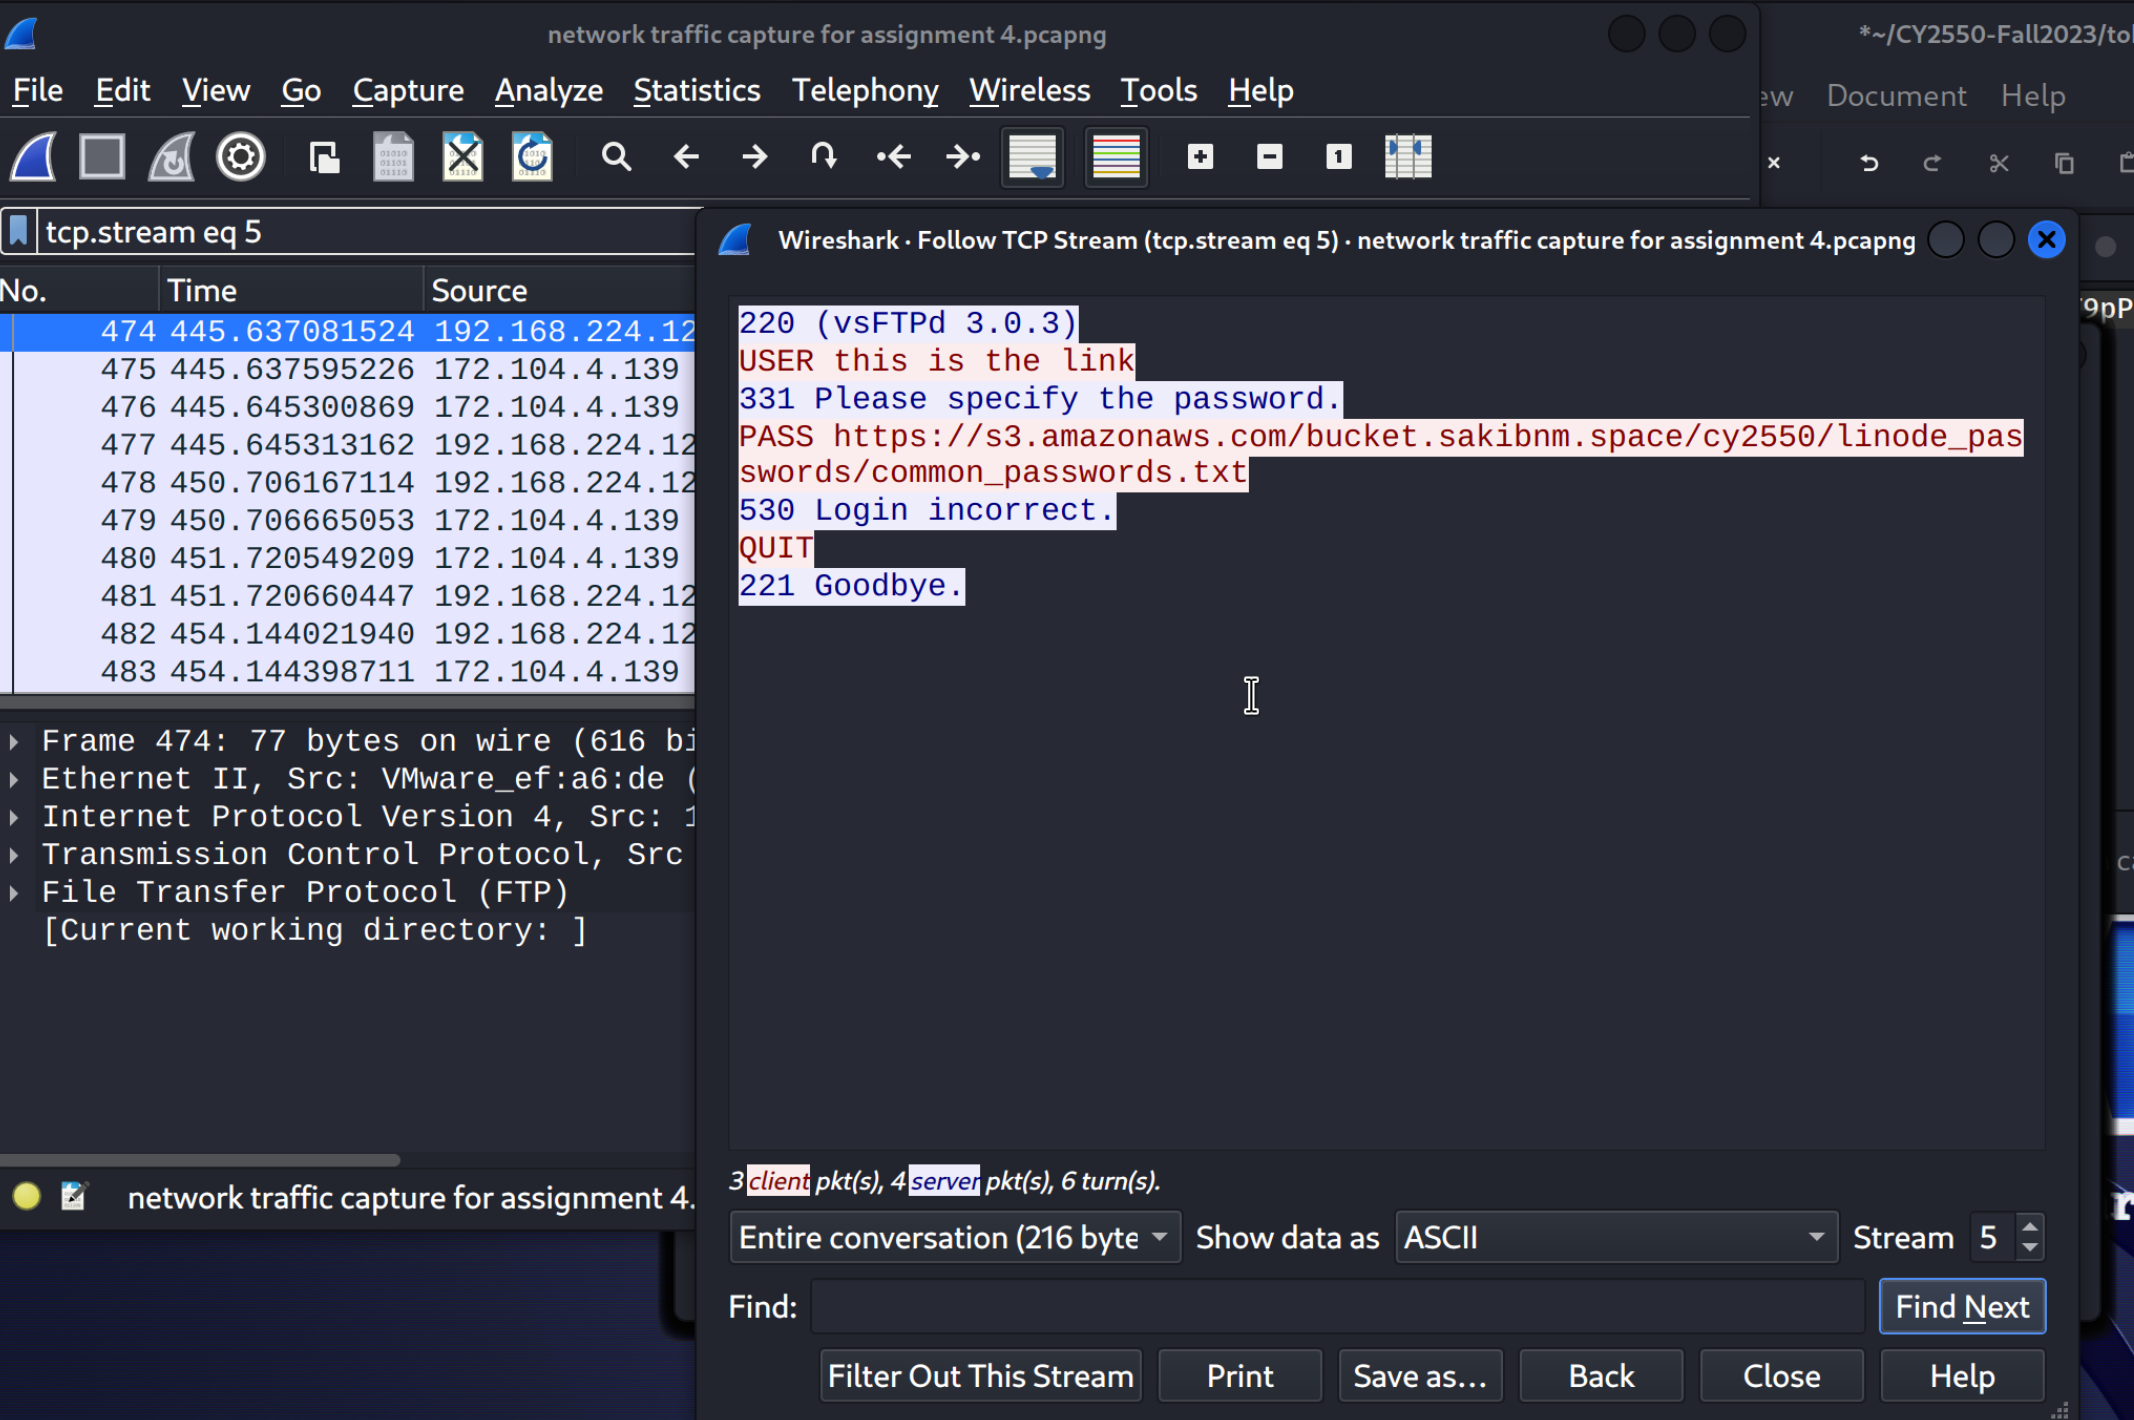 network traffic capture for assignment 4.pcapng
*~/CY2550-Fall2023/to
File Edit View Go Capture Analyze Statistics Telephony Wireless Tools Help
ew Document Help
tcp.stream eq 5
Wireshark · Follow TCP Stream (tcp.stream eq 5) · network traffic capture for assignment 4.pcapng
No. Time Source
474 445.637081524 192.168.224.12
475 445.637595226 172.104.4.139
476 445.645300869 172.104.4.139
477 445.645313162 192.168.224.12
478 450.706167114 192.168.224.12
479 450.706665053 172.104.4.139
480 451.720549209 172.104.4.139
481 451.720660447 192.168.224.12
482 454.144021940 192.168.224.12
483 454.144398711 172.104.4.139
220 (vsFTPd 3.0.3)
USER this is the link
331 Please specify the password.
PASS https://s3.amazonaws.com/bucket.sakibnm.space/cy2550/linode_pas
swords/common_passwords.txt
530 Login incorrect.
QUIT
221 Goodbye.
9pP
Frame 474: 77 bytes on wire (616 bi
Ethernet II, Src: VMware_ef:a6:de (
Internet Protocol Version 4, Src: 1
Transmission Control Protocol, Src
File Transfer Protocol (FTP)
[Current working directory: ]
network traffic capture for assignment 4.
3 client pkt(s), 4 server pkt(s), 6 turn(s).
Entire conversation (216 byte Show data as ASCII Stream 5
Find: Find Next
Filter Out This Stream Print Save as... Back Close Help